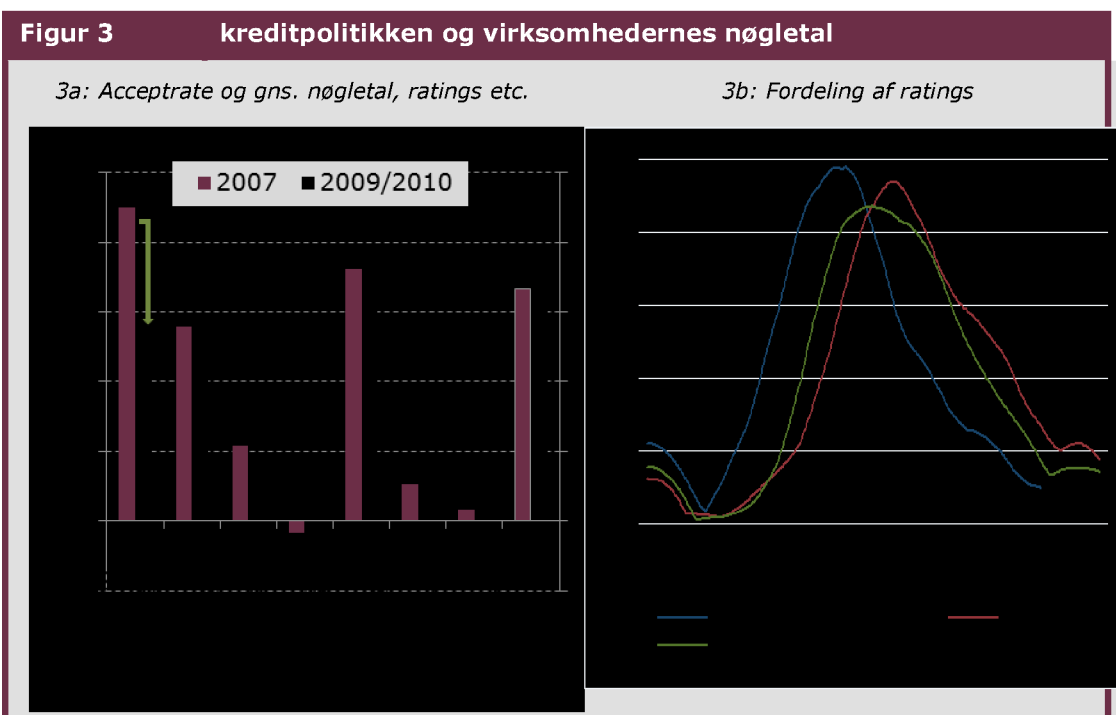 Figur 3 kreditpolitikken og virksomhedernes nøgletal
3a: Acceptrate og gns. nøgletal, ratings etc.
3b: Fordeling af ratings
2007 2009/2010